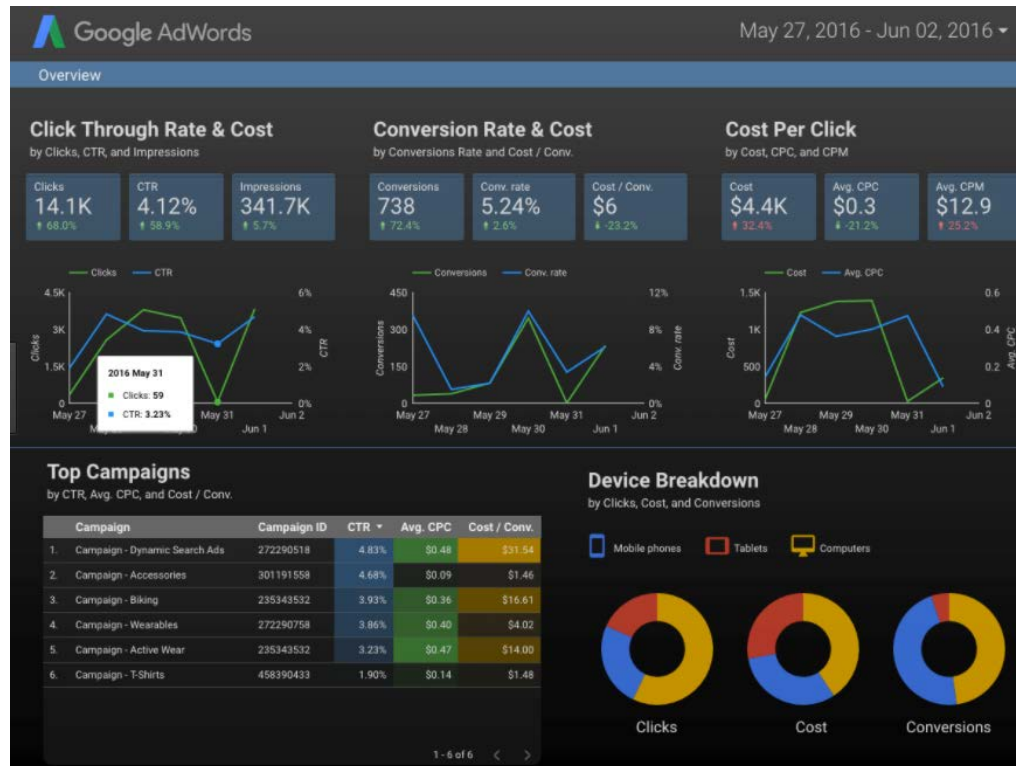 Google AdWords
May 27, 2016 - Jun 02, 2016
Overview
Click Through Rate & Cost
by Clicks, CTR, and Impressions
Clicks
14.1K
68.0%
CTR
4.12%
58.9%
Impressions
341.7K
5.7%
Conversion Rate & Cost
by Conversions Rate and Cost / Conv.
Conversions
738
72.4%
Conv. rate
5.24%
2.6%
Cost / Conv.
$6
-23.2%
Cost Per Click
by Cost, CPC, and CPM
Cost
$4.4K
32.4%
Avg. CPC
$0.3
-21.2%
Avg. CPM
$12.9
25.2%
Clicks CTR
4.5K
3K
1.5K
0
Clicks
6%
4%
2%
0%
CTR
2016 May 31
Clicks: 59
CTR: 3.23%
May 27 May 31 Jun 2
Jun 1
Conversions Conv. rate
450
300
150
0
Conversions
12%
8%
4%
0%
Conv. rate
May 27 May 29 May 31 Jun 2
May 28 May 30 Jun 1
Cost Avg. CPC
1.5K
1K
500
0
Cost
0.6
0.4
0.2
0
Avg. CPC
May 27 May 29 May 31 Jun 2
May 28 May 30 Jun 1
Top Campaigns
by CTR, Avg. CPC, and Cost / Conv.
Campaign Campaign ID CTR Avg. CPC Cost / Conv.
1. Campaign - Dynamic Search Ads 272290518 4.83% $0.48 $31.54
2. Campaign - Accessories 301191558 4.68% $0.09 $1.46
3. Campaign - Biking 235343532 3.93% $0.36 $16.61
4. Campaign - Wearables 272290758 3.86% $0.40 $4.02
5. Campaign - Active Wear 235343532 3.23% $0.47 $14.00
6. Campaign - T-Shirts 458390433 1.90% $0.14 $1.48
1 - 6 of 6
Device Breakdown
by Clicks, Cost, and Conversions
Mobile phones Tablets Computers
Clicks Cost Conversions